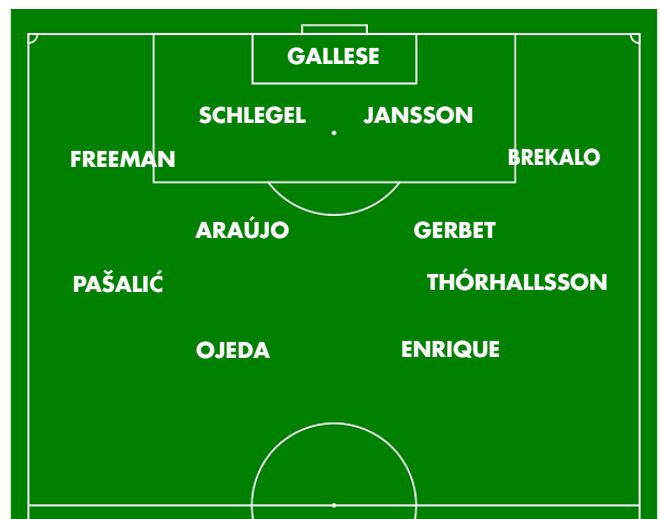 GALLESE
SCHLEGEL JANSSON
FREEMAN BREKALO
ARAÚJO GERBET
PAŠALIĆ THÓRHALLSSON
OJEDA ENRIQUE